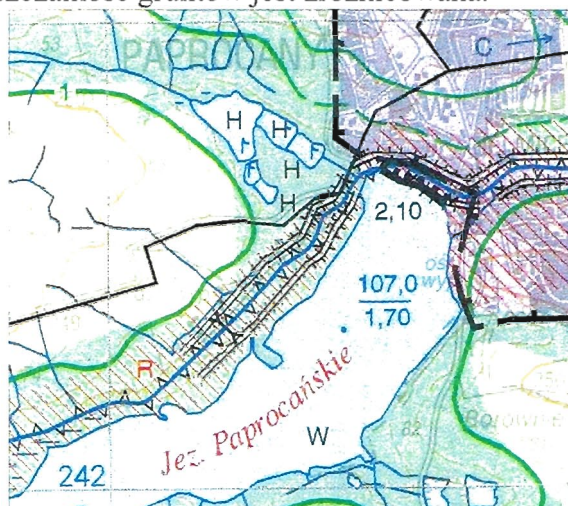 PAPROCANY
C
1
H
H
H
H
2,10
107,0
1,70
R
Jez. Paprocańskie
W
242